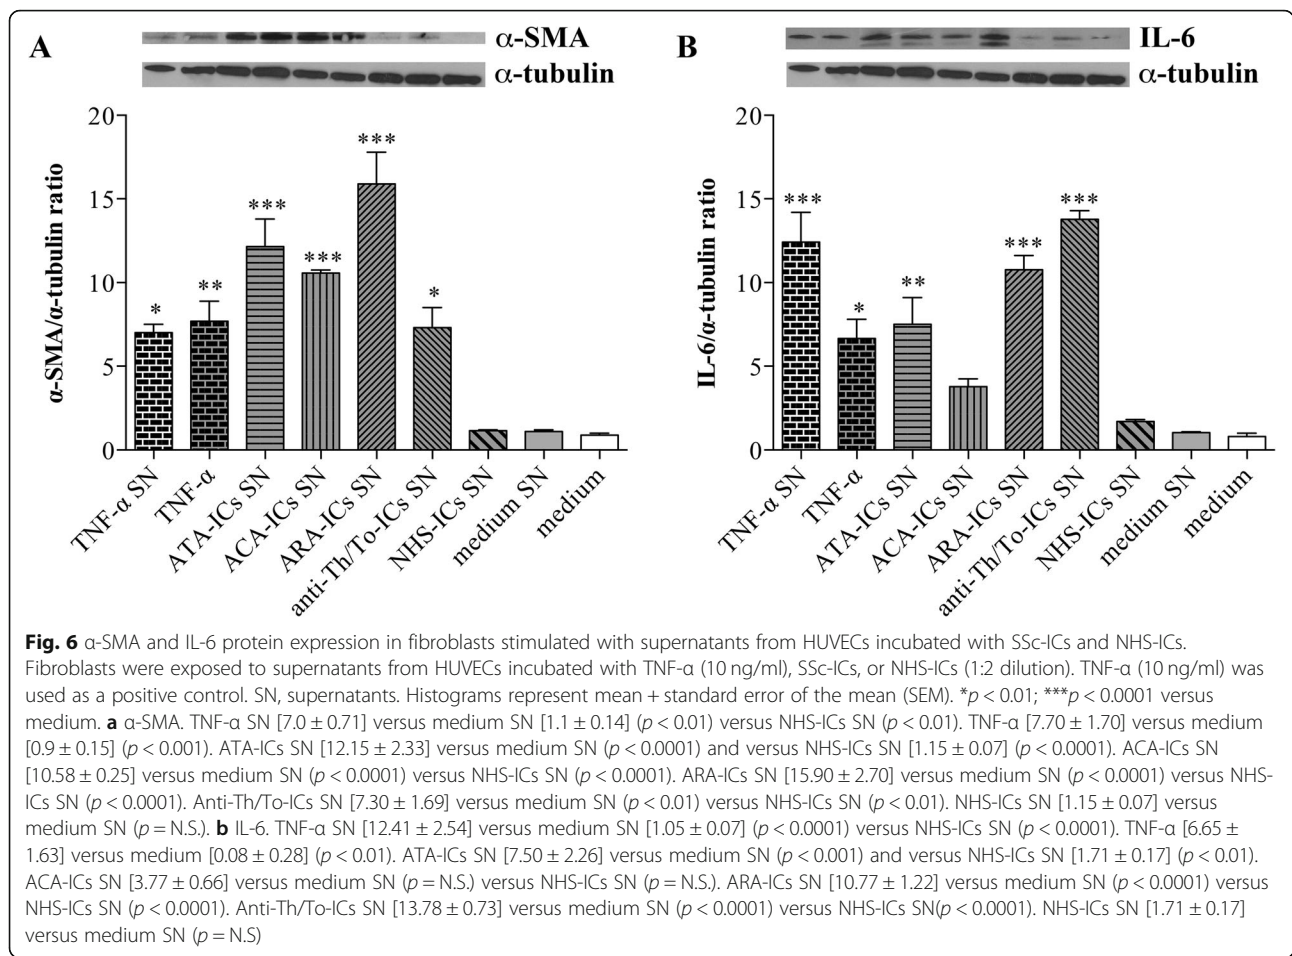 A
α-SMA
α-tubulin
α-SMA/α-tubulin ratio
20
15
10
5
0
*
**
***
***
***
*
TNF-α SN
TNF-α
ATA-ICs SN
ACA-ICs SN
ARA-ICs SN
anti-Th/To-ICs SN
NHS-ICs SN
medium SN
medium
B
IL-6
α-tubulin
IL-6/α-tubulin ratio
20
15
10
5
0
***
*
**
***
***
TNF-α SN
TNF-α
ATA-ICs SN
ACA-ICs SN
ARA-ICs SN
anti-Th/To-ICs SN
NHS-ICs SN
medium SN
medium
Fig. 6 α-SMA and IL-6 protein expression in fibroblasts stimulated with supernatants from HUVECs incubated with SSc-ICs and NHS-ICs.
Fibroblasts were exposed to supernatants from HUVECs incubated with TNF-α (10 ng/ml), SSc-ICs, or NHS-ICs (1:2 dilution). TNF-α (10 ng/ml) was
used as a positive control. SN, supernatants. Histograms represent mean + standard error of the mean (SEM). *p < 0.01; ***p < 0.0001 versus
medium. a α-SMA. TNF-α SN [7.0 ± 0.71] versus medium SN [1.1 ± 0.14] (p < 0.01) versus NHS-ICs SN (p < 0.01). TNF-α [7.70 ± 1.70] versus medium
[0.9 ± 0.15] (p < 0.001). ATA-ICs SN [12.15 ± 2.33] versus medium SN (p < 0.0001) and versus NHS-ICs SN [1.15 ± 0.07] (p < 0.0001). ACA-ICs SN
[10.58 ± 0.25] versus medium SN (p < 0.0001) versus NHS-ICs SN (p < 0.0001). ARA-ICs SN [15.90 ± 2.70] versus medium SN (p < 0.0001) versus NHS-
ICs SN (p < 0.0001). Anti-Th/To-ICs SN [7.30 ± 1.69] versus medium SN (p < 0.01) versus NHS-ICs SN (p < 0.01). NHS-ICs SN [1.15 ± 0.07] versus
medium SN (p = N.S.). b IL-6. TNF-α SN [12.41 ± 2.54] versus medium SN [1.05 ± 0.07] (p < 0.0001) versus NHS-ICs SN (p < 0.0001). TNF-α [6.65 ±
1.63] versus medium [0.08 ± 0.28] (p < 0.01). ATA-ICs SN [7.50 ± 2.26] versus medium SN (p < 0.001) and versus NHS-ICs SN [1.71 ± 0.17] (p < 0.01).
ACA-ICs SN [3.77 ± 0.66] versus medium SN (p = N.S.) versus NHS-ICs SN (p = N.S.). ARA-ICs SN [10.77 ± 1.22] versus medium SN (p < 0.0001) versus
NHS-ICs SN (p < 0.0001). Anti-Th/To-ICs SN [13.78 ± 0.73] versus medium SN (p < 0.0001) versus NHS-ICs SN(p < 0.0001). NHS-ICs SN [1.71 ± 0.17]
versus medium SN (p = N.S)